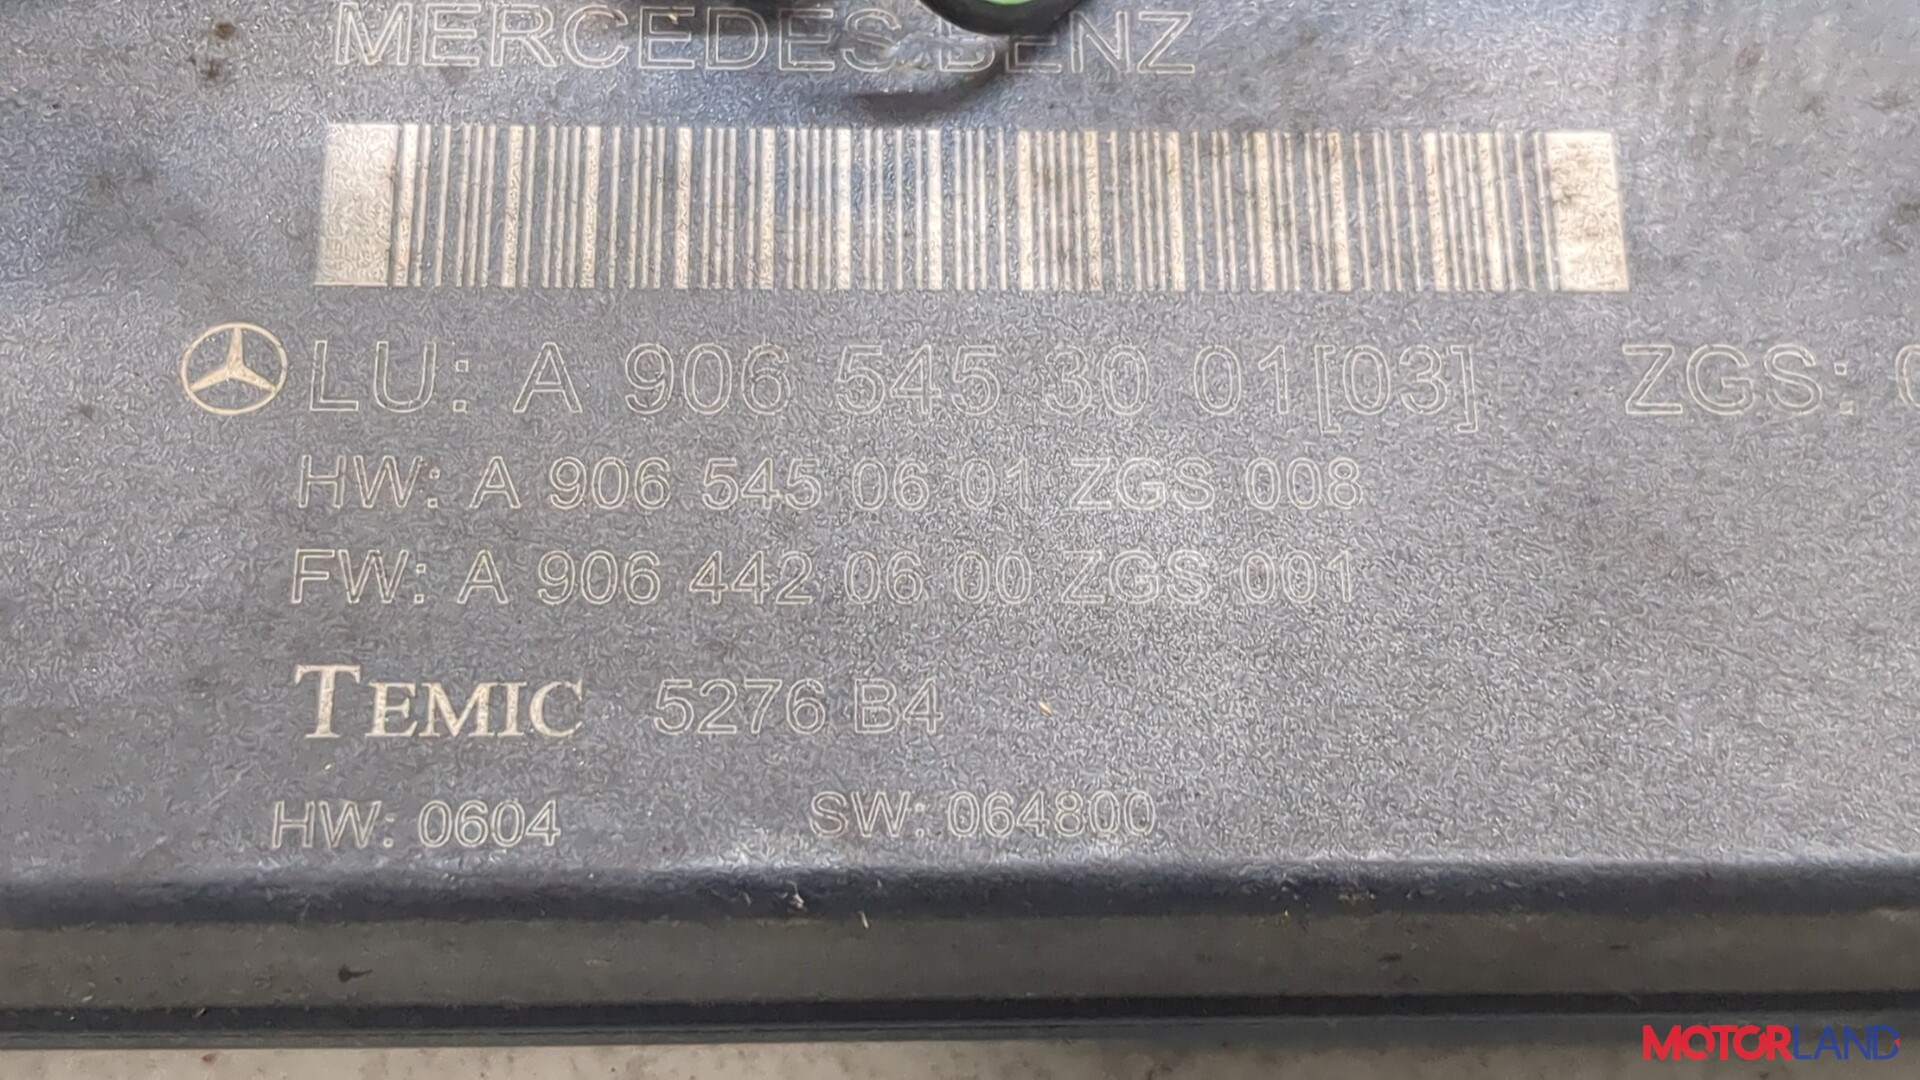 MERCEDES-BENZ
LU: A 906 545 30 01[03] ZGS: 0
HW: A 906 545 06 01 ZGS 008
FW: A 906 442 06 00 ZGS 001
TEMIC 5276 B4
HW: 0604 SW: 064800
MOTORLAND